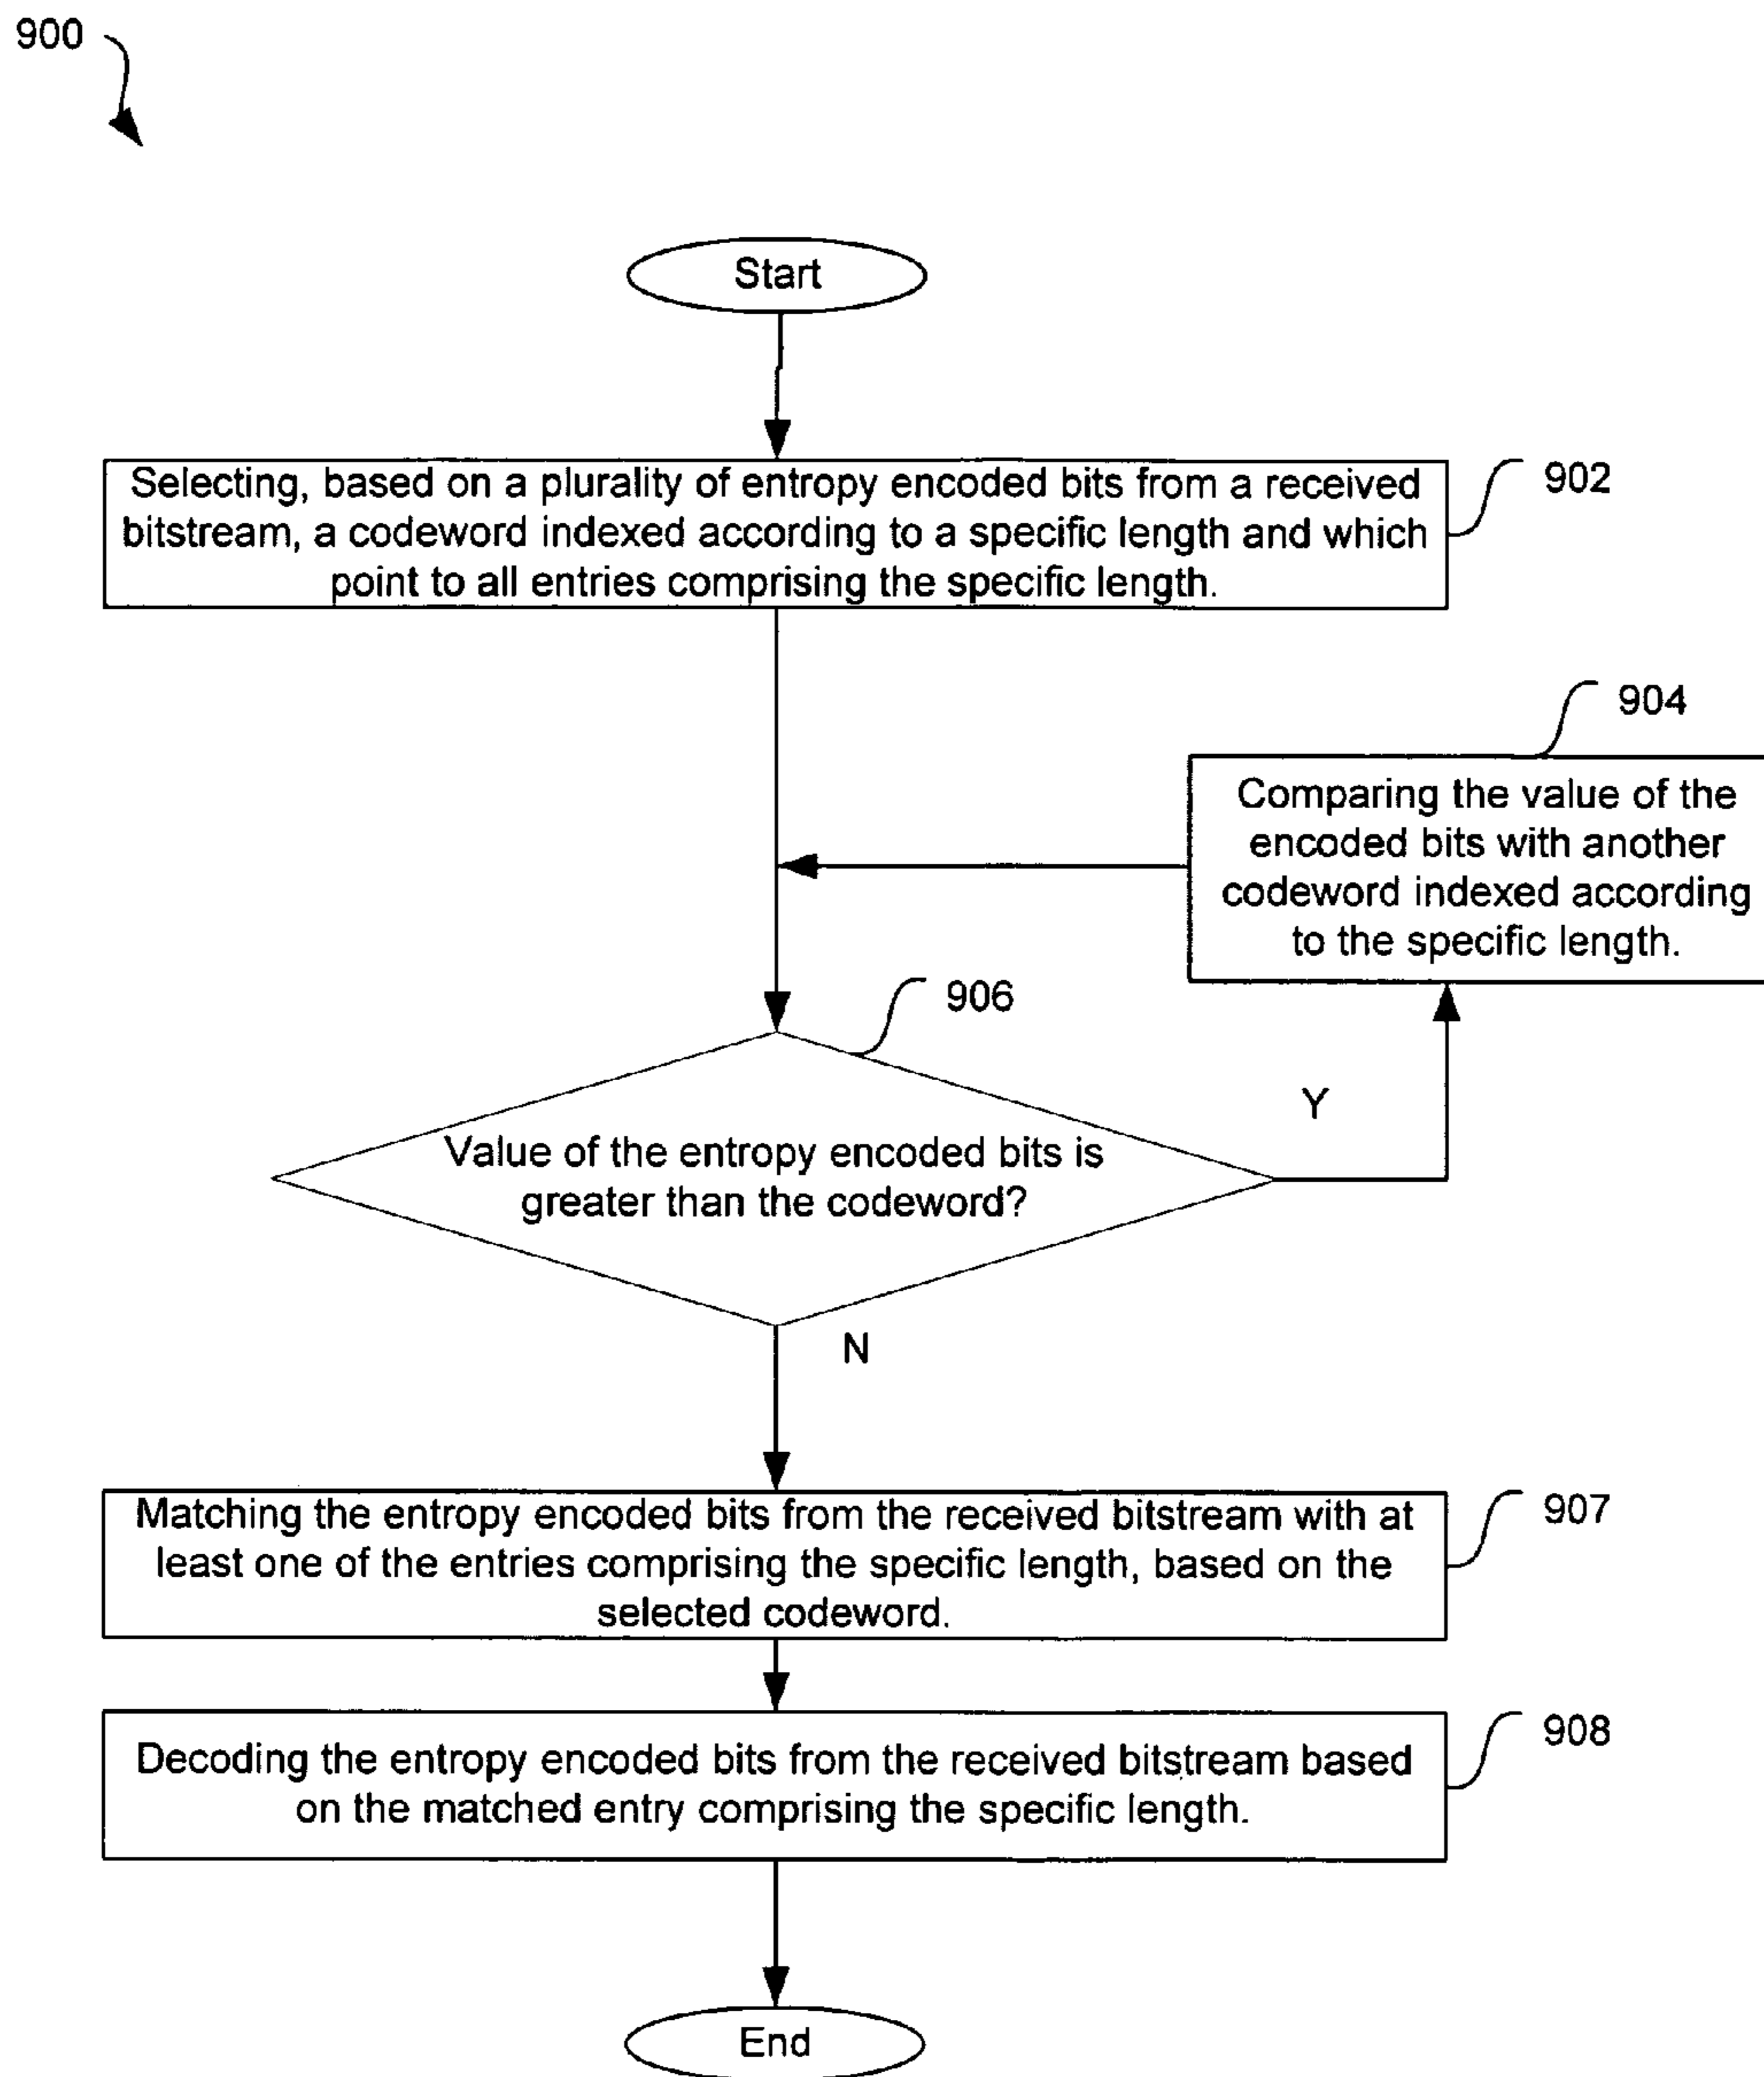 900
Start
Selecting, based on a plurality of entropy encoded bits from a received
bitstream, a codeword indexed according to a specific length and which
point to all entries comprising the specific length.
902
904
Comparing the value of the
encoded bits with another
codeword indexed according
to the specific length.
906
Y
Value of the entropy encoded bits is
greater than the codeword?
N
Matching the entropy encoded bits from the received bitstream with at
least one of the entries comprising the specific length, based on the
selected codeword.
907
Decoding the entropy encoded bits from the received bitstream based
on the matched entry comprising the specific length.
908
End